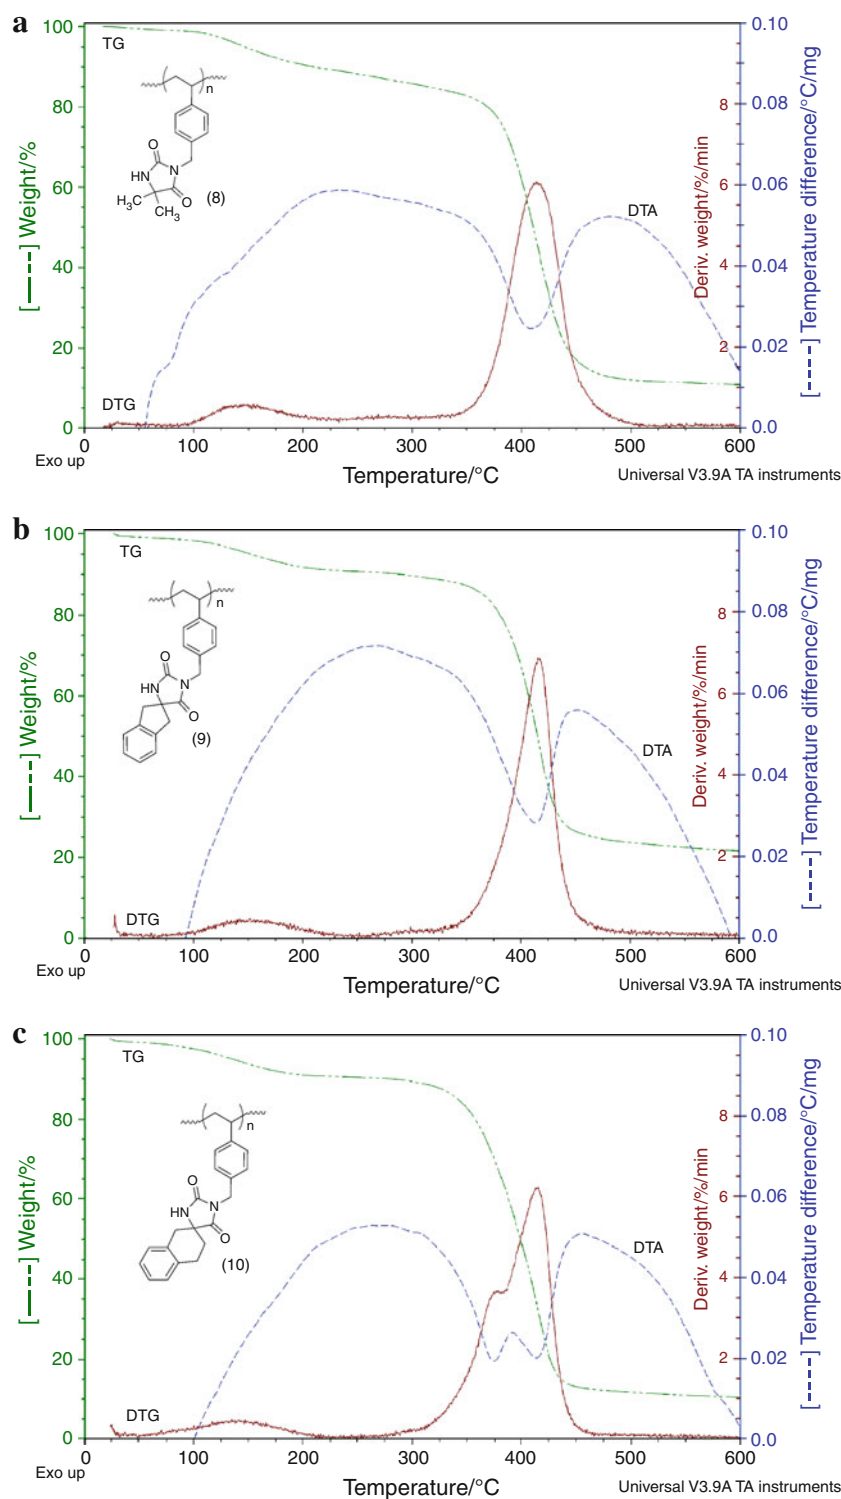 a
100
80
60
40
20
0
[—--] Weight/%
TG
n
O
HN
N
O
H₃C
CH₃
(8)
DTG
DTA
8
6
4
2
Deriv. weight/%/min
0.10
0.08
0.06
0.04
0.02
0.0
[----] Temperature difference/°C/mg
0
100
200
300
400
500
600
Exo up
Temperature/°C
Universal V3.9A TA instruments
b
100
80
60
40
20
0
[—--] Weight/%
TG
n
O
HN
N
O
(9)
DTG
DTA
8
6
4
2
Deriv. weight/%/min
0.10
0.08
0.06
0.04
0.02
0.0
[----] Temperature difference/°C/mg
0
100
200
300
400
500
600
Exo up
Temperature/°C
Universal V3.9A TA instruments
c
100
80
60
40
20
0
[—--] Weight/%
TG
n
O
HN
N
O
(10)
DTG
DTA
8
6
4
2
Deriv. weight/%/min
0.10
0.08
0.06
0.04
0.02
0.0
[----] Temperature difference/°C/mg
0
100
200
300
400
500
600
Exo up
Temperature/°C
Universal V3.9A TA instruments